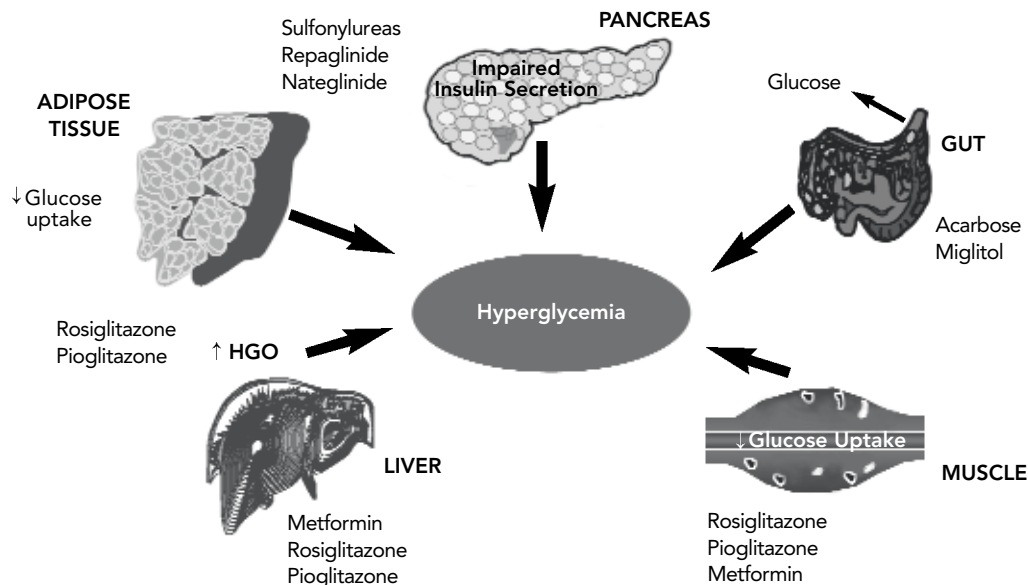 PANCREAS
Sulfonylureas
Repaglinide
Nateglinide
Impaired
Insulin Secretion
ADIPOSE
TISSUE
↓Glucose
uptake
Glucose
GUT
Acarbose
Miglitol
Hyperglycemia
Rosiglitazone
Pioglitazone
↑ HGO
LIVER
Metformin
Rosiglitazone
Pioglitazone
↓Glucose Uptake
MUSCLE
Rosiglitazone
Pioglitazone
Metformin